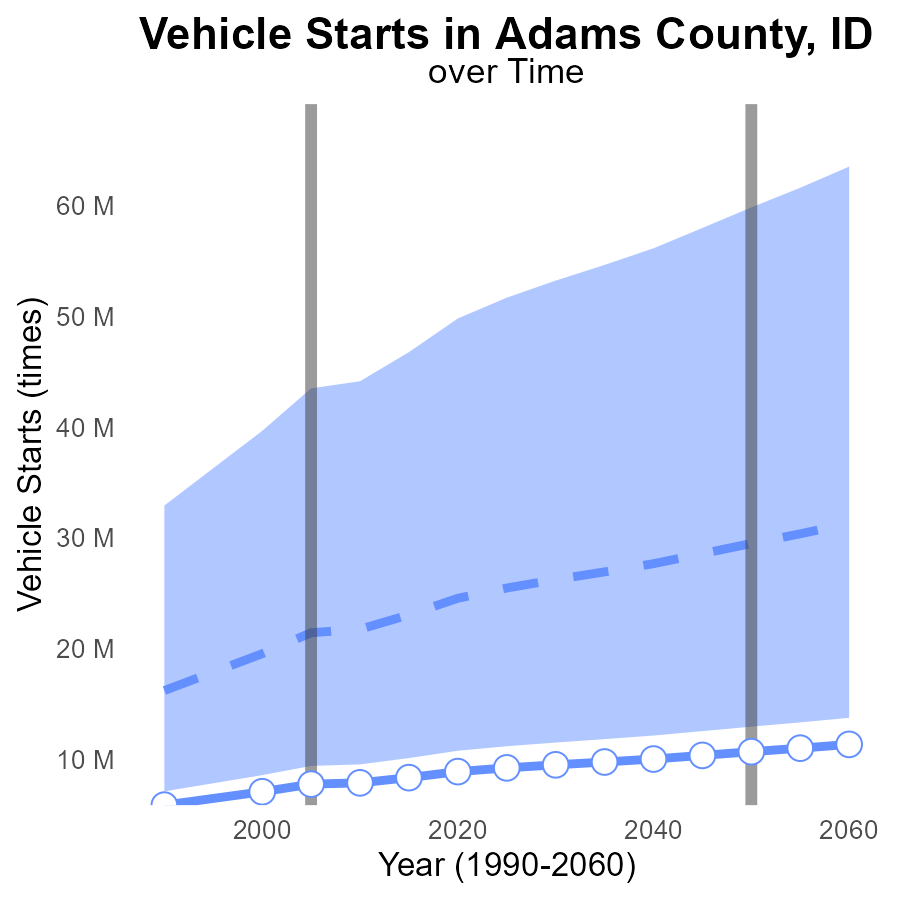 Vehicle Starts in Adams County, ID
over Time
Vehicle Starts (times)
60 M
50 M
40 M
30 M
20 M
10 M
2000 2020 2040 2060
Year (1990-2060)